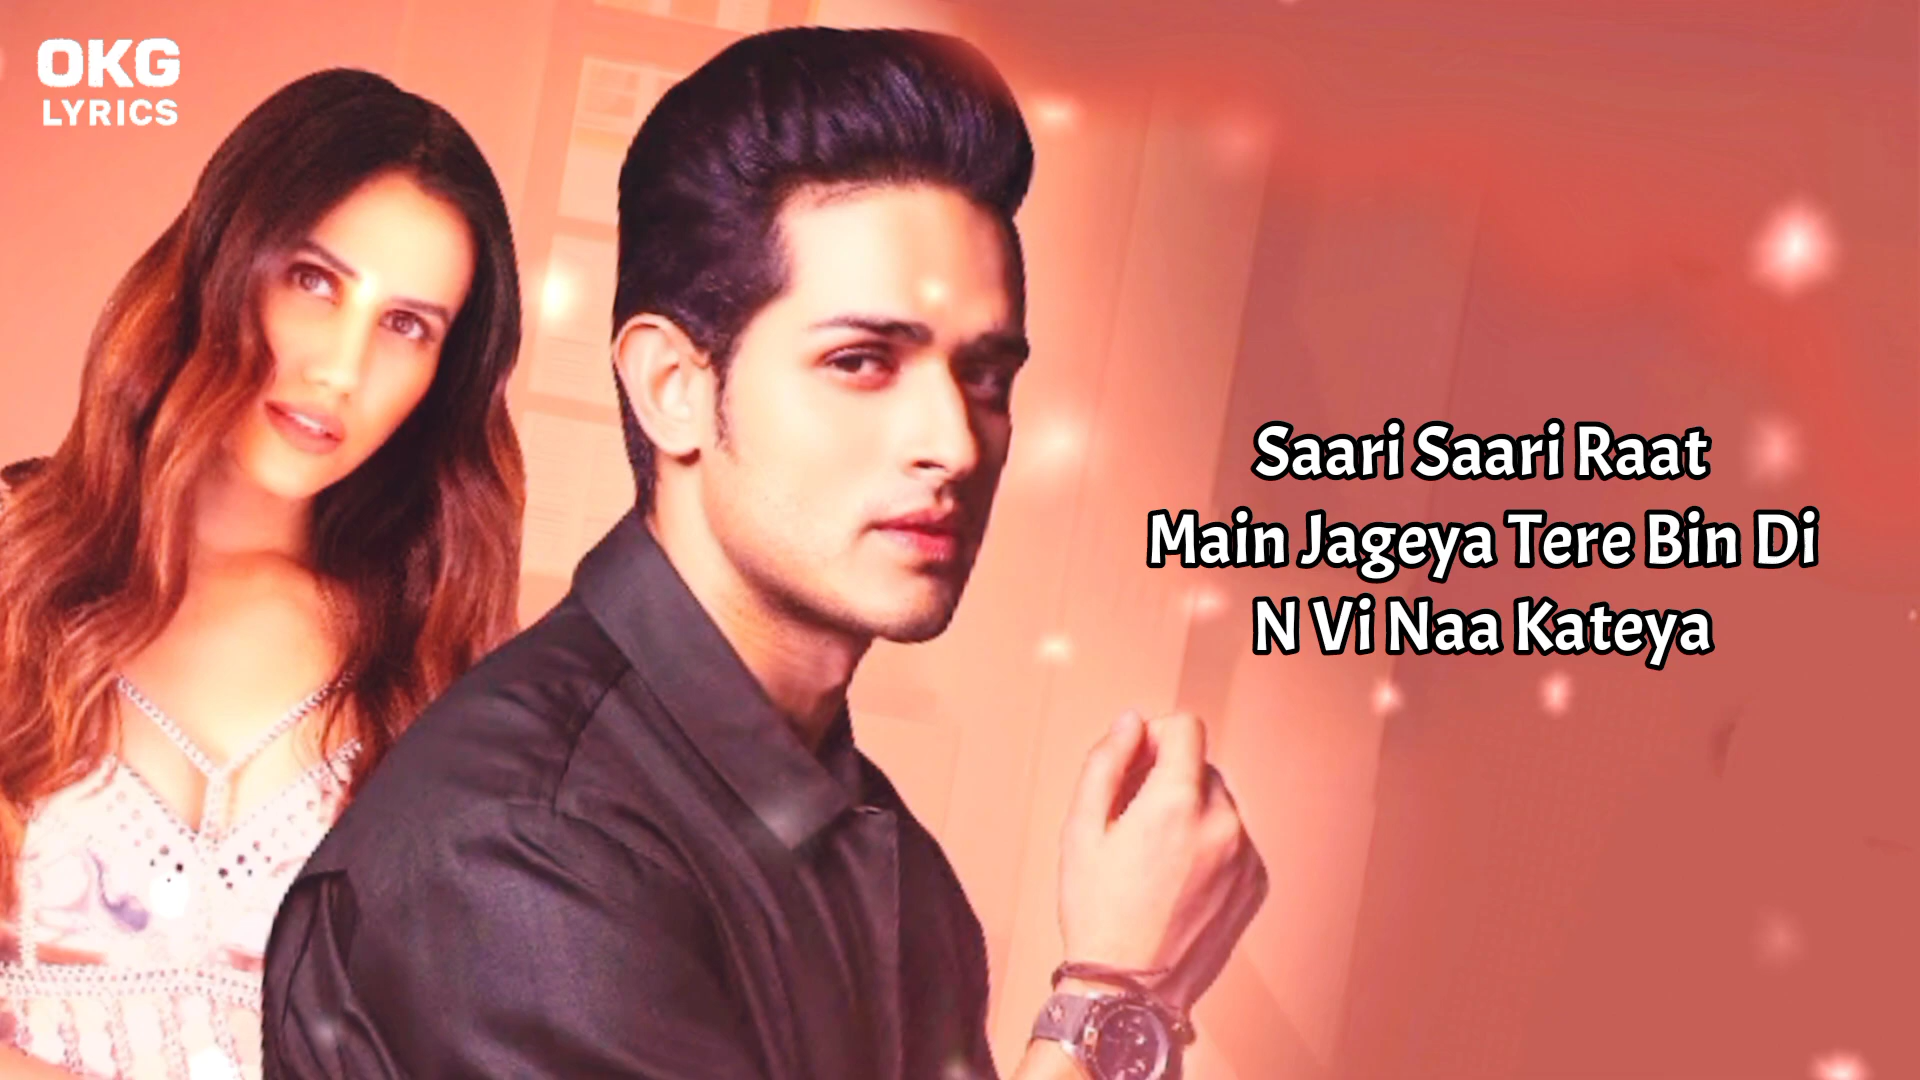 OKG
LYRICS
Saari Saari Raat
Main Jageya Tere Bin Di
N Vi Naa Kateya